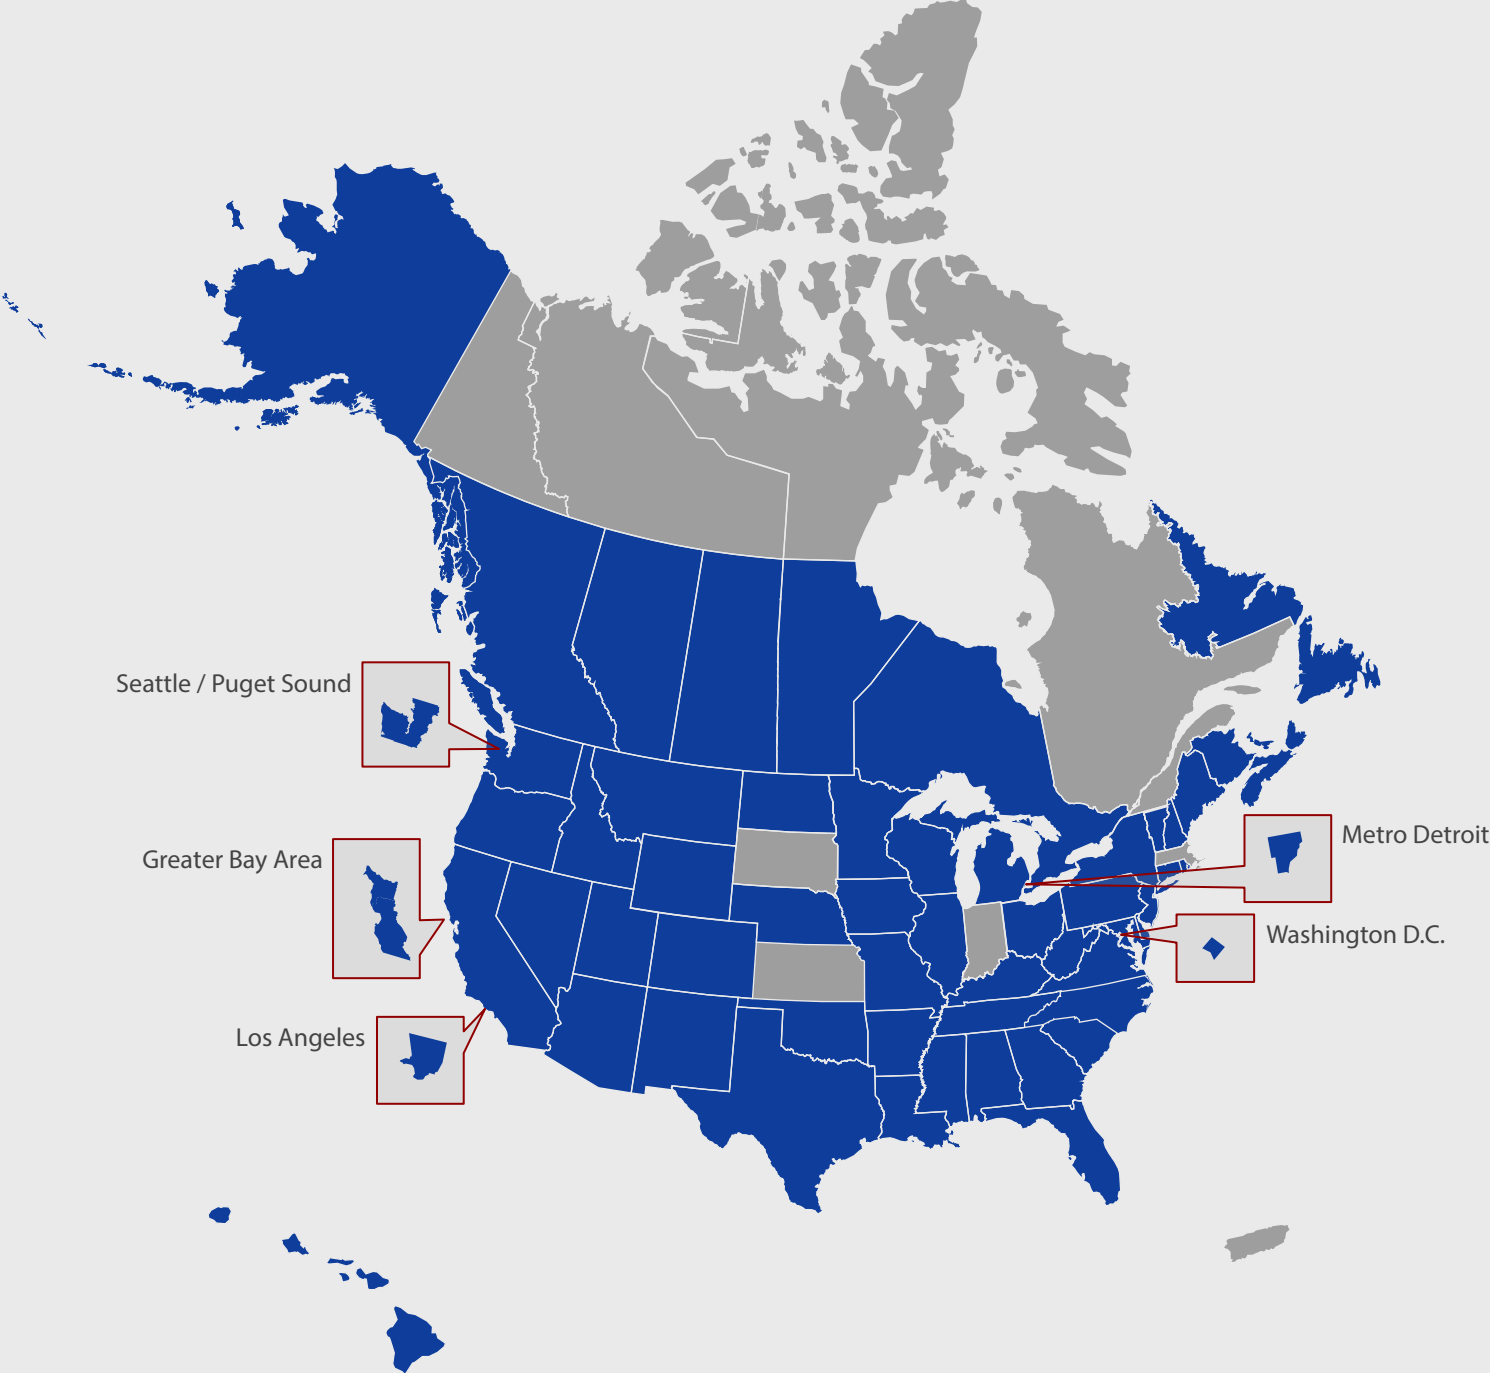 Seattle / Puget Sound
Metro Detroit
Greater Bay Area
Washington D.C.
Los Angeles